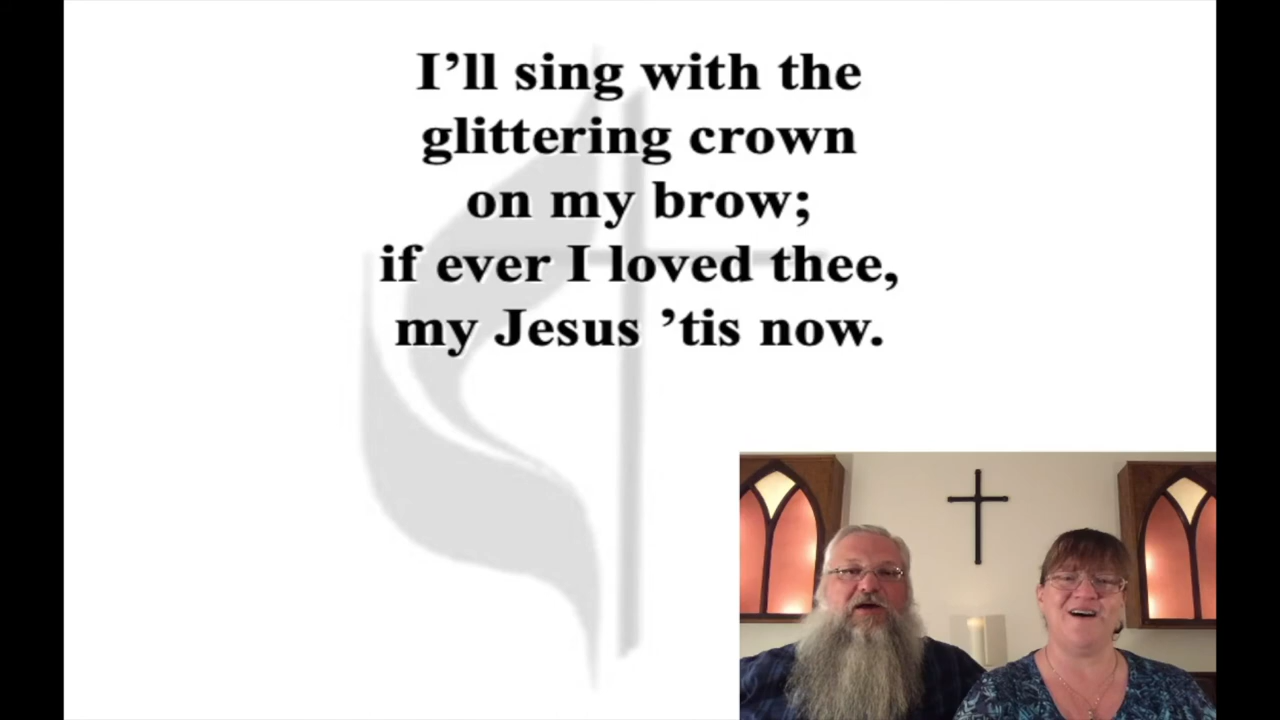 I’ll sing with the
glittering crown
on my brow;
if ever I loved thee,
my Jesus ’tis now.